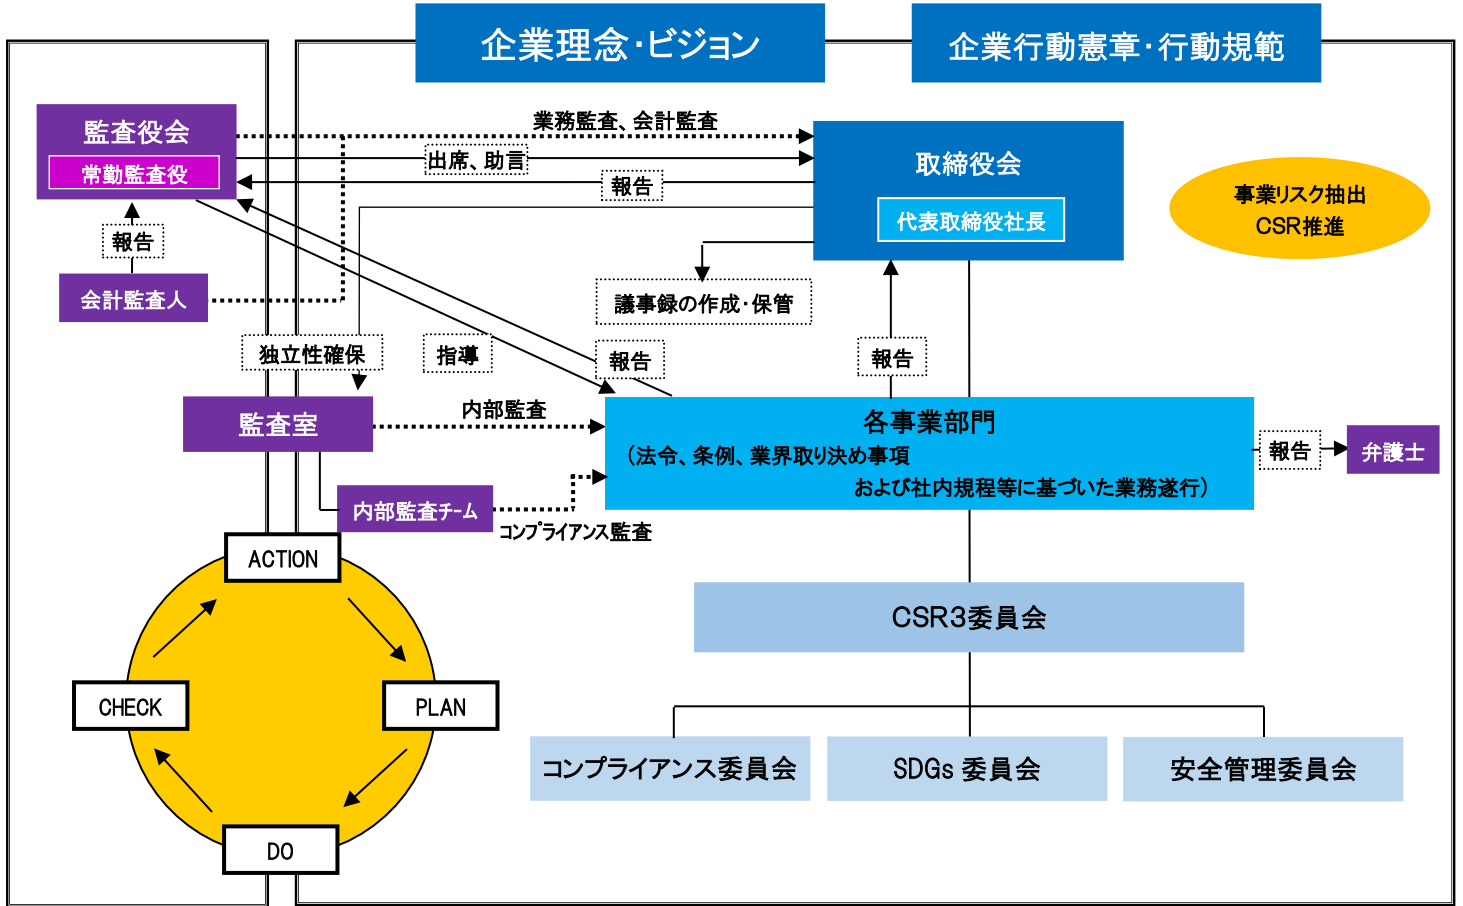 企業理念・ビジョン
企業行動憲章・行動規範
監査役会
常勤監査役
業務監査、会計監査
出席、助言
報告
取締役会
代表取締役社長
事業リスク抽出
CSR推進
報告
会計監査人
議事録の作成・保管
独立性確保
指導
報告
報告
監査室
内部監査
各事業部門
（法令、条例、業界取り決め事項
および社内規程等に基づいた業務遂行）
報告
弁護士
内部監査チーム
コンプライアンス監査
ACTION
CHECK
PLAN
DO
CSR３委員会
コンプライアンス委員会
SDGs 委員会
安全管理委員会